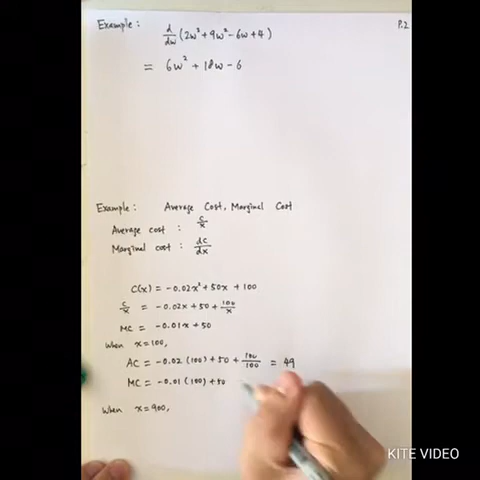 Example: d/dw (2w³+9w²-6w+4) P.2
= 6w² + 18w - 6
Example: Average Cost, Marginal Cost
Average cost : C/x
Marginal cost : dC/dx
C(x) = -0.02x² + 50x + 100
C/x = -0.02x + 50 + 100/x
MC = -0.01x + 50
When x=100,
AC = -0.02 (100) + 50 + 100/100 = 49
MC = -0.01 (100) + 50
When x=900,
KITE VIDEO